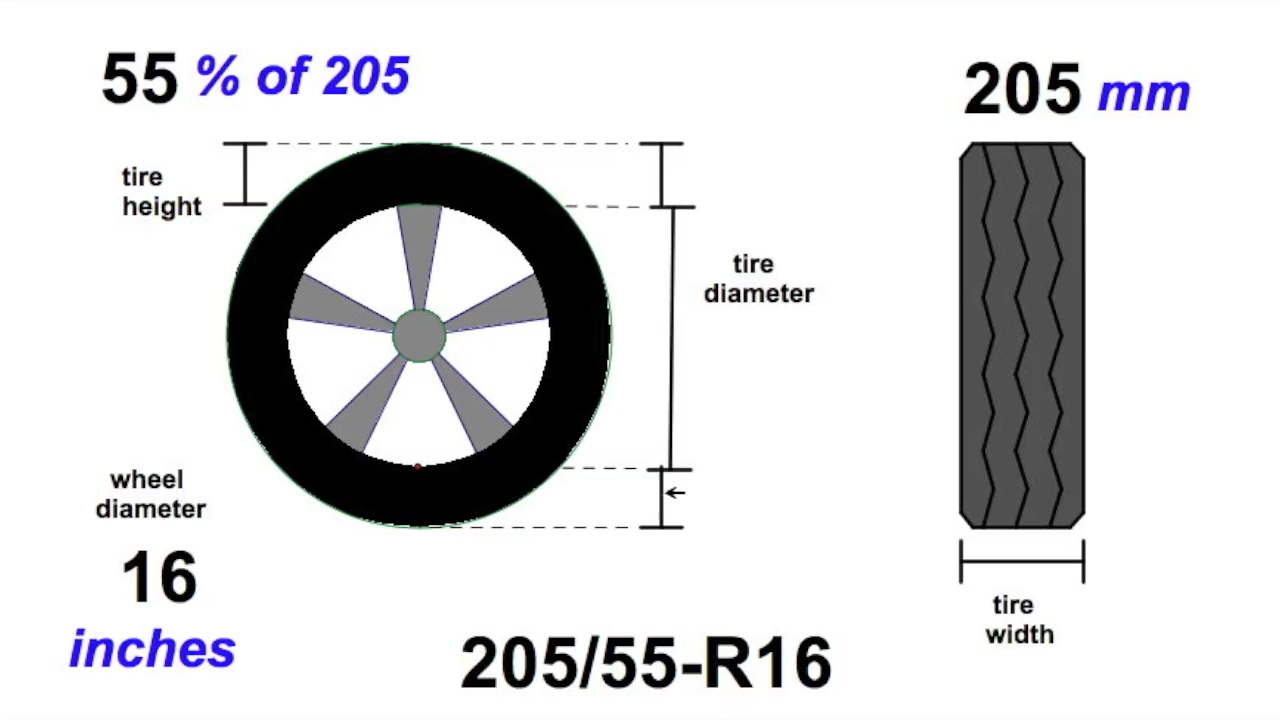 55 % of 205
205 mm
tire
height
tire
diameter
wheel
diameter
16
inches
tire
width
205/55-R16